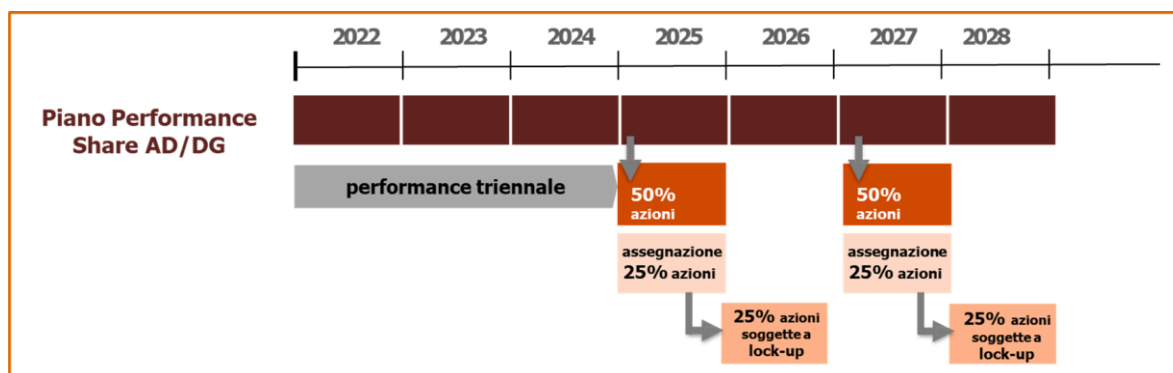 2022 2023 2024 2025 2026 2027 2028
Piano Performance
Share AD/DG
performance triennale
50%
azioni
50%
azioni
assegnazione
25% azioni
assegnazione
25% azioni
25% azioni
soggette a
lock-up
25% azioni
soggette a
lock-up